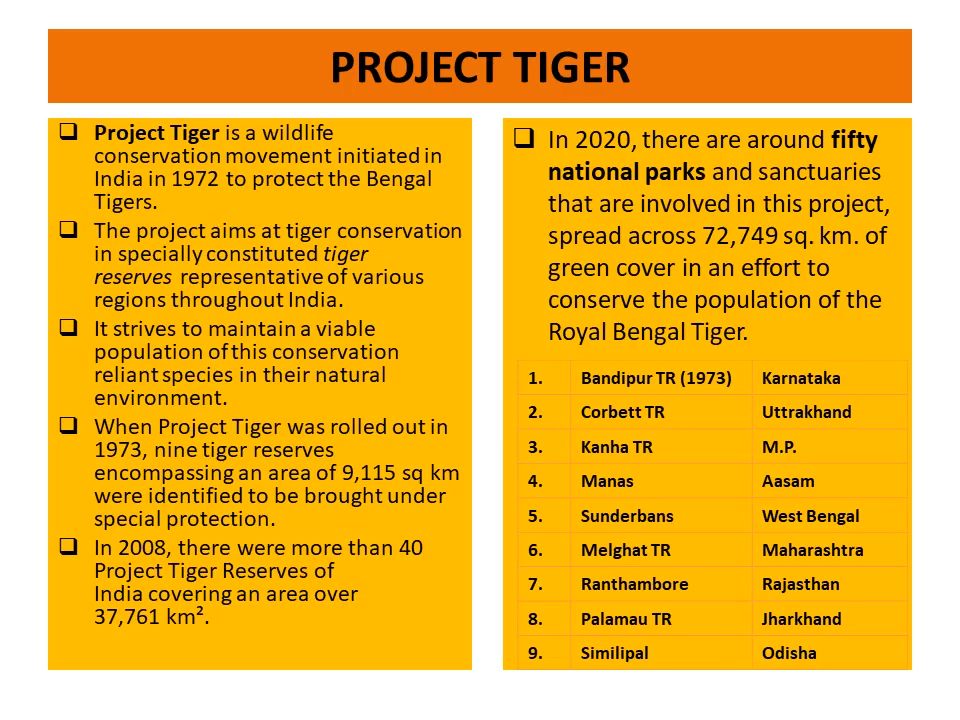 PROJECT TIGER
❑ Project Tiger is a wildlife
conservation movement initiated in
India in 1972 to protect the Bengal
Tigers.
❑ The project aims at tiger conservation
in specially constituted tiger
reserves representative of various
regions throughout India.
❑ It strives to maintain a viable
population of this conservation
reliant species in their natural
environment.
❑ When Project Tiger was rolled out in
1973, nine tiger reserves
encompassing an area of 9,115 sq km
were identified to be brought under
special protection.
❑ In 2008, there were more than 40
Project Tiger Reserves of
India covering an area over
37,761 km².
❑ In 2020, there are around fifty
national parks and sanctuaries
that are involved in this project,
spread across 72,749 sq. km. of
green cover in an effort to
conserve the population of the
Royal Bengal Tiger.
1. Bandipur TR (1973) Karnataka
2. Corbett TR Uttrakhand
3. Kanha TR M.P.
4. Manas Aasam
5. Sunderbans West Bengal
6. Melghat TR Maharashtra
7. Ranthambore Rajasthan
8. Palamau TR Jharkhand
9. Similipal Odisha